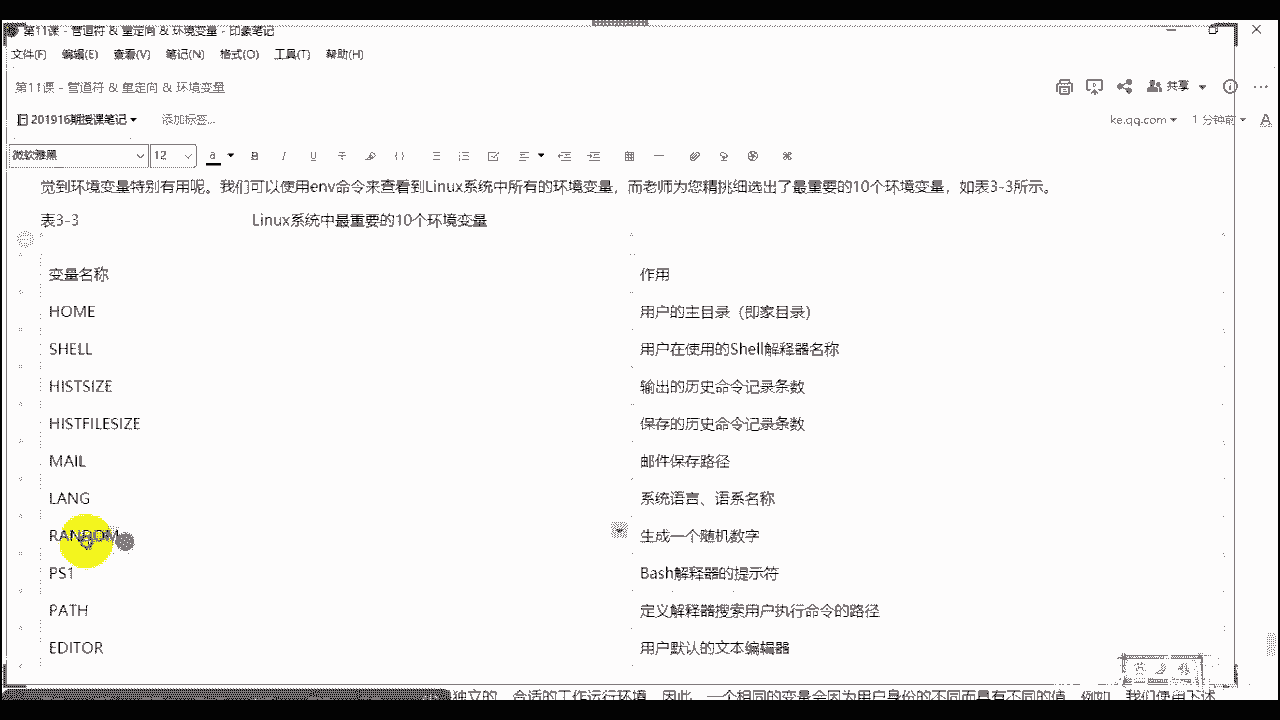 第11课 - 管道符 & 重定向 & 环境变量 - 印象笔记
文件(F) 编辑(E) 查看(V) 笔记(N) 格式(O) 工具(T) 帮助(H)
第11课 - 管道符 & 重定向 & 环境变量
共享
201916期授课笔记 添加标签...
ke.qq.com 1 分钟前
微软雅黑 12
觉到环境变量特别有用呢。我们可以使用env命令来查看到Linux系统中所有的环境变量，而老师为您精挑细选出了最重要的10个环境变量，如表3-3所示。
表3-3 Linux系统中最重要的10个环境变量
变量名称 作用
HOME 用户的主目录（即家目录）
SHELL 用户在使用的Shell解释器名称
HISTSIZE 输出的历史命令记录条数
HISTFILESIZE 保存的历史命令记录条数
MAIL 邮件保存路径
LANG 系统语言、语系名称
RANDOM 生成一个随机数字
PS1 Bash解释器的提示符
PATH 定义解释器搜索用户执行命令的路径
EDITOR 用户默认的文本编辑器
独立的、合适的工作运行环境，因此，一个相同的变量会因为用户身份的不同而具有不同的值。例如，我们使用下述